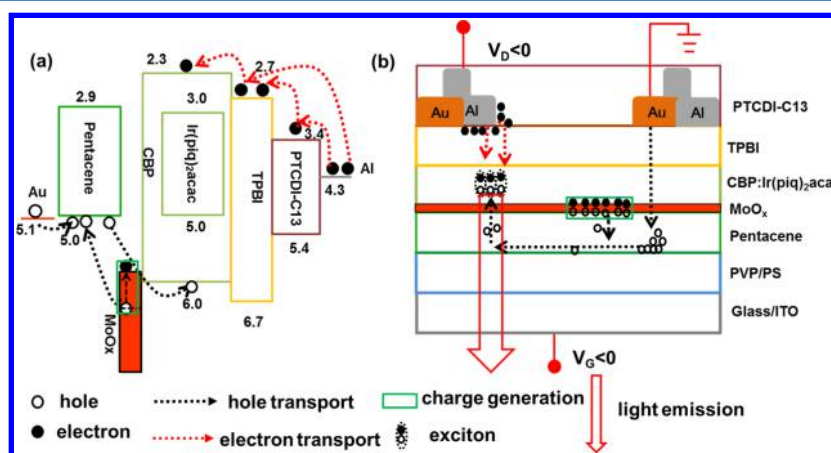 (a)
2.3
2.7
2.9
3.0
3.4
Pentacene
CBP
Ir(piq)₂acac
TPBI
PTCDI-C13
Al
4.3
Au
5.1
5.0
5.0
5.4
6.0
6.7
MoOx
(b)
V_D<0
Au
Al
Au
Al
PTCDI-C13
TPBI
CBP:Ir(piq)₂aca
MoOₓ
Pentacene
PVP/PS
Glass/ITO
V_G<0
hole
hole transport
charge generation
light emission
electron
electron transport
exciton